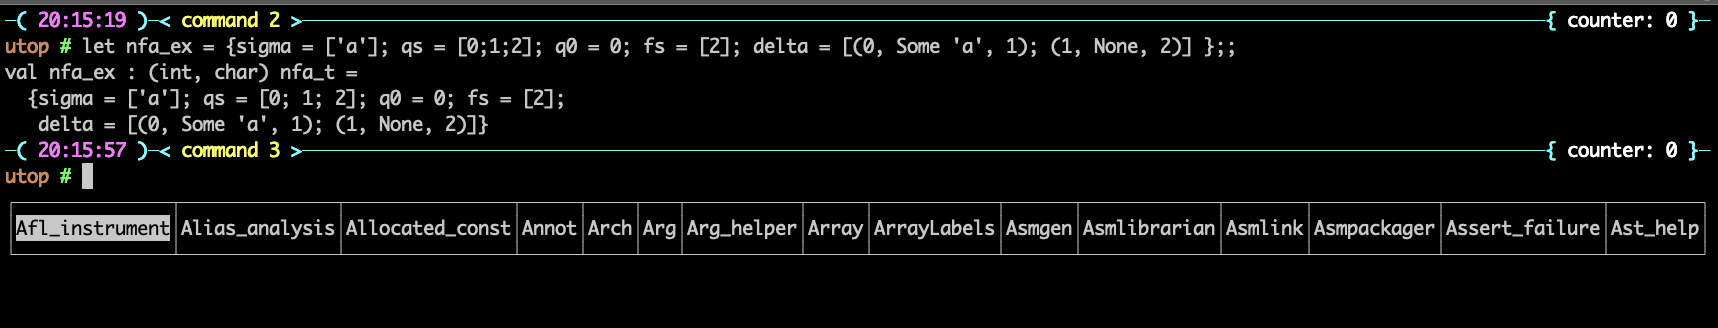 ─( 20:15:19 )─< command 2 >──{ counter: 0 }─
utop # let nfa_ex = {sigma = ['a']; qs = [0;1;2]; q0 = 0; fs = [2]; delta = [(0, Some 'a', 1); (1, None, 2)] };;
val nfa_ex : (int, char) nfa_t =
  {sigma = ['a']; qs = [0; 1; 2]; q0 = 0; fs = [2];
   delta = [(0, Some 'a', 1); (1, None, 2)]}
─( 20:15:57 )─< command 3 >──{ counter: 0 }─
utop #
Afl_instrument│Alias_analysis│Allocated_const│Annot│Arch│Arg│Arg_helper│Array│ArrayLabels│Asmgen│Asmlibrarian│Asmlink│Asmpackager│Assert_failure│Ast_help